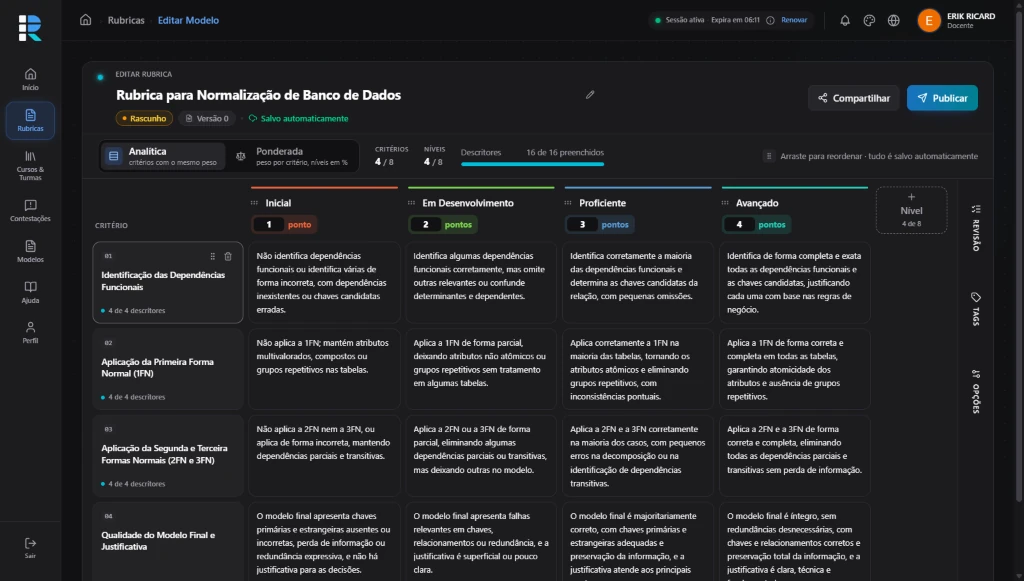 Rubricas Editar Modelo
Sessão ativa Expira em 06:11 Renovar
E
ERIK RICARD
Docente
Início
Rubricas
Cursos &
Turmas
Contestações
Modelos
Ajuda
Perfil
Sair
EDITAR RUBRICA
Rubrica para Normalização de Banco de Dados
Rascunho
Versão 0
Salvo automaticamente
Compartilhar
Publicar
Analítica
critérios com o mesmo peso
Ponderada
peso por critério, níveis em %
CRITÉRIOS
4 / 8
NÍVEIS
4 / 8
Descritores 16 de 16 preenchidos
Arraste para reordenar · tudo é salvo automaticamente
CRITÉRIO
Inicial
1 ponto
Em Desenvolvimento
2 pontos
Proficiente
3 pontos
Avançado
4 pontos
+
Nível
4 de 8
REVISÃO
TAGS
OPÇÕES
01
Identificação das Dependências
Funcionais
4 de 4 descritores
Não identifica dependências
funcionais ou identifica várias de
forma incorreta, com dependências
inexistentes ou chaves candidatas
erradas.
Identifica algumas dependências
funcionais corretamente, mas omite
outras relevantes ou confunde
determinantes e dependentes.
Identifica corretamente a maioria
das dependências funcionais e
determina as chaves candidatas da
relação, com pequenas omissões.
Identifica de forma completa e exata
todas as dependências funcionais e
as chaves candidatas, justificando
cada uma com base nas regras de
negócio.
02
Aplicação da Primeira Forma
Normal (1FN)
4 de 4 descritores
Não aplica a 1FN; mantém atributos
multivalorados, compostos ou
grupos repetitivos nas tabelas.
Aplica a 1FN de forma parcial,
deixando atributos não atômicos ou
grupos repetitivos sem tratamento
em algumas tabelas.
Aplica corretamente a 1FN na
maioria das tabelas, tornando os
atributos atômicos e eliminando
grupos repetitivos, com
inconsistências pontuais.
Aplica a 1FN de forma correta e
completa em todas as tabelas,
garantindo atomicidade dos
atributos e ausência de grupos
repetitivos.
03
Aplicação da Segunda e Terceira
Formas Normais (2FN e 3FN)
4 de 4 descritores
Não aplica a 2FN nem a 3FN, ou
aplica de forma incorreta, mantendo
dependências parciais e transitivas.
Aplica a 2FN ou a 3FN de forma
parcial, eliminando algumas
dependências parciais ou transitivas,
mas deixando outras no modelo.
Aplica a 2FN e a 3FN corretamente
na maioria dos casos, com pequenos
erros na decomposição ou na
identificação de dependências
transitivas.
Aplica a 2FN e a 3FN de forma
correta e completa, eliminando
todas as dependências parciais e
transitivas sem perda de informação.
04
Qualidade do Modelo Final e
Justificativa
O modelo final apresenta chaves
primárias e estrangeiras ausentes ou
incorretas, perda de informação ou
redundância expressiva, e não há
justificativa para as decisões.
O modelo final apresenta falhas
relevantes em chaves,
relacionamentos ou redundância, e a
justificativa é superficial ou pouco
clara.
O modelo final é majoritariamente
correto, com chaves primárias e
estrangeiras adequadas e
preservação da informação, e a
justificativa atende aos principais
O modelo final é íntegro, sem
redundâncias desnecessárias, com
chaves e relacionamentos corretos e
preservação total da informação, e a
justificativa é clara, técnica e